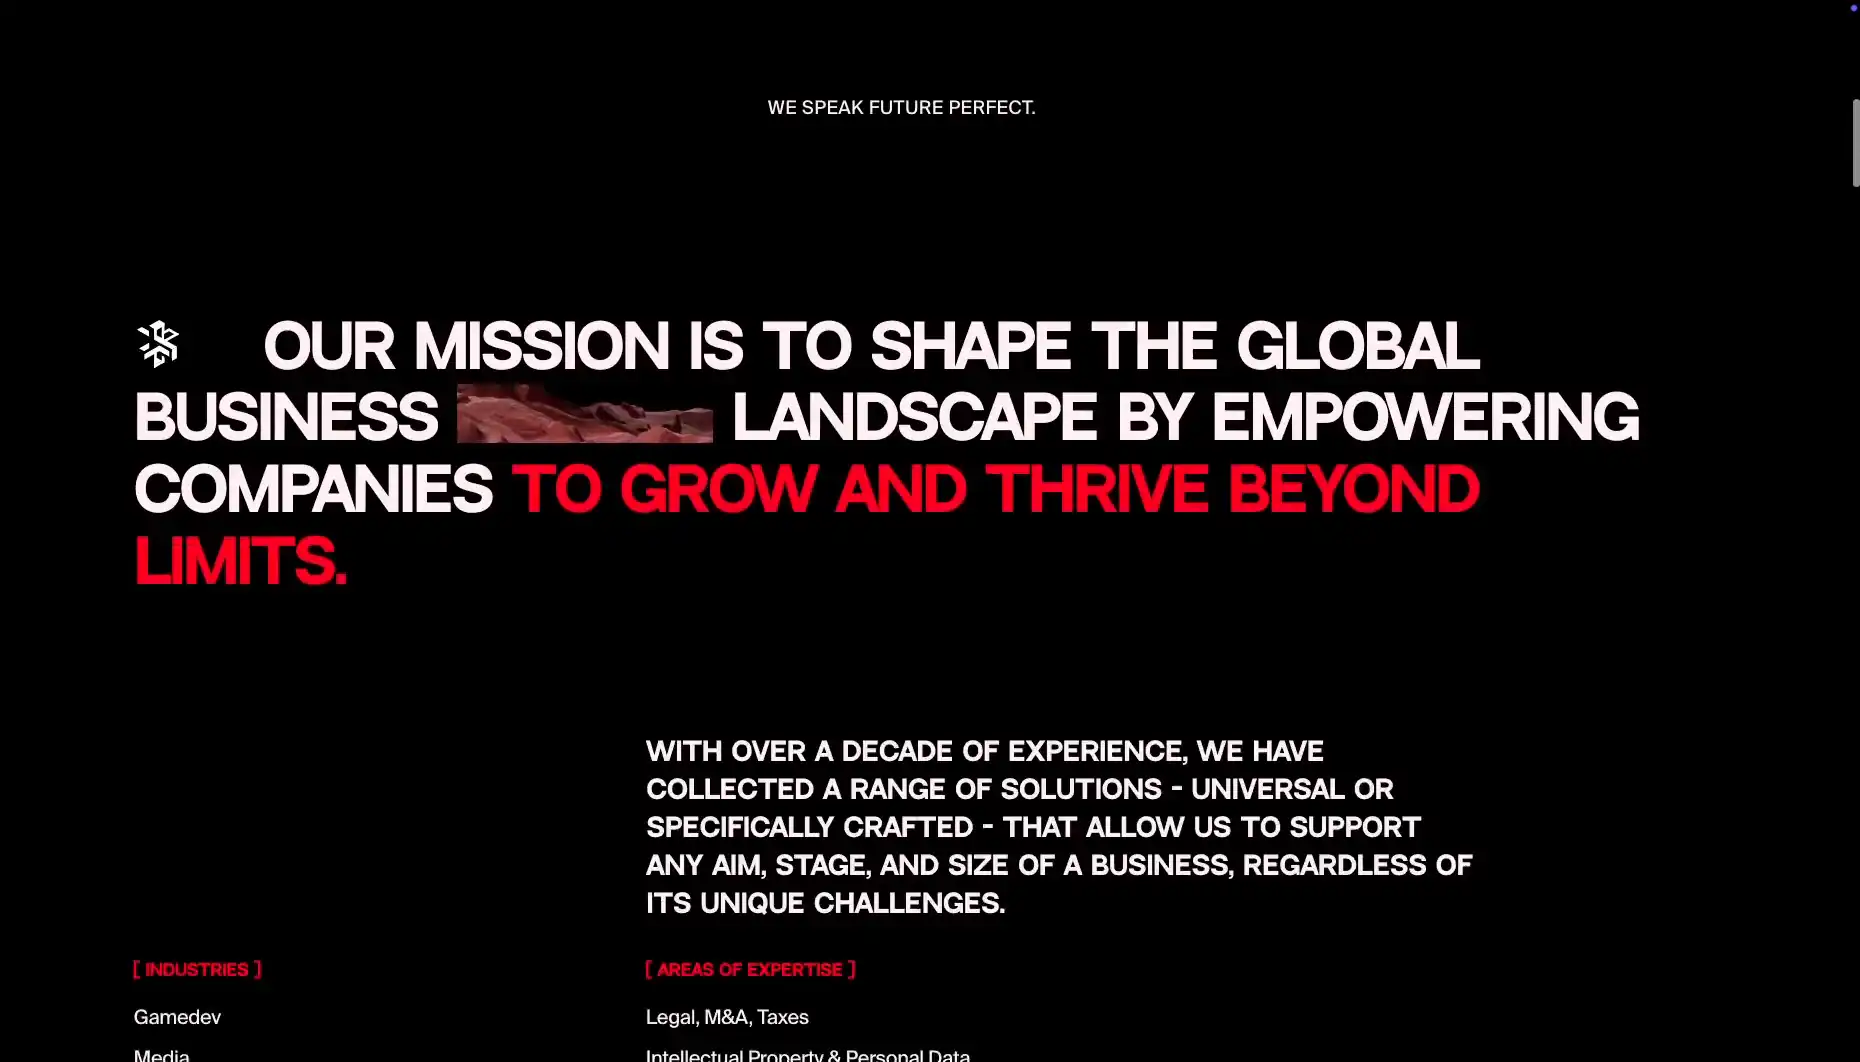 WE SPEAK FUTURE PERFECT.
OUR MISSION IS TO SHAPE THE GLOBAL
BUSINESS LANDSCAPE BY EMPOWERING
COMPANIES TO GROW AND THRIVE BEYOND
LIMITS.
WITH OVER A DECADE OF EXPERIENCE, WE HAVE
COLLECTED A RANGE OF SOLUTIONS - UNIVERSAL OR
SPECIFICALLY CRAFTED - THAT ALLOW US TO SUPPORT
ANY AIM, STAGE, AND SIZE OF A BUSINESS, REGARDLESS OF
ITS UNIQUE CHALLENGES.
[ INDUSTRIES ]
Gamedev
Media
[ AREAS OF EXPERTISE ]
Legal, M&A, Taxes
Intellectual Property & Personal Data